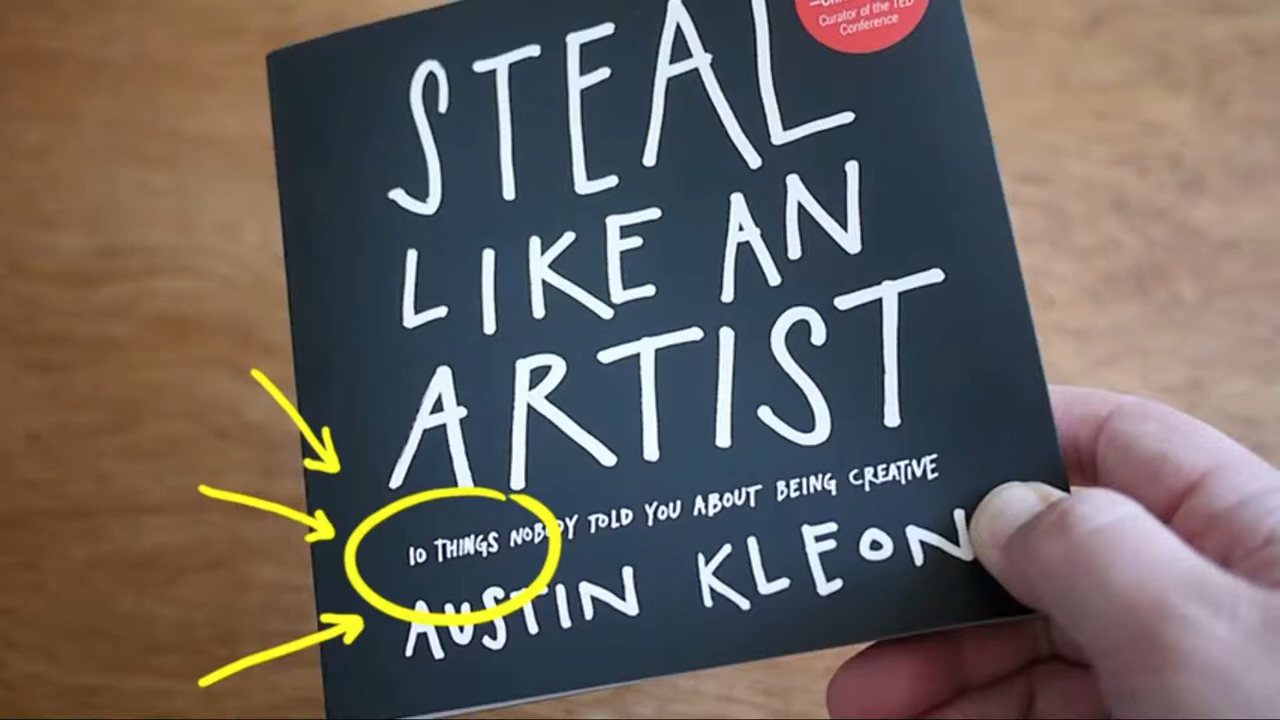 Curator of the TED
Conference
STEAL
LIKE AN
ARTIST
10 THINGS NOBODY TOLD YOU ABOUT BEING CREATIVE
AUSTIN KLEON